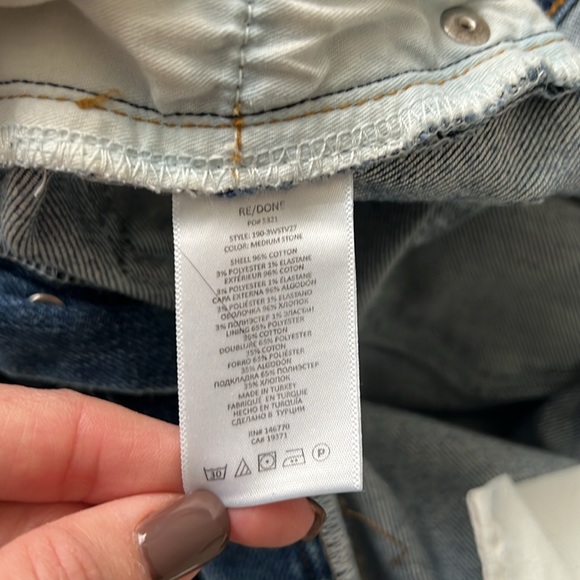 RE/DONE
PO# 5321
STYLE: 190-3WSTV27
COLOR: MEDIUM STONE
SHELL 96% COTTON
3% POLYESTER 1% ELASTANE
EXTÉRIEUR 96% COTON
3% POLYESTER 1% ELASTANE
CAPA EXTERNA 96% ALGODÓN
3% POLIÉSTER 1% ELASTANO
ОБОЛОЧКА 96% ХЛОПОК
3% ПОЛИЭСТЕР 1% ЭЛАСТАН
LINING 65% POLYESTER
35% COTTON
DOUBLURE 65% POLYESTER
35% COTON
FORRO 65% POLIÉSTER
35% ALGODÓN
ПОДКЛАДКА 65% ПОЛИЭСТЕР
35% ХЛОПОК
MADE IN TURKEY
FABRIQUÉ EN TURQUIE
HECHO EN TURQUÍA
СДЕЛАНО В ТУРЦИИ
RN# 146770
CA# 19371
30 P